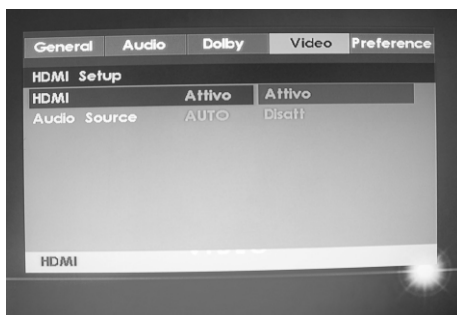 General Audio Dolby Video Preference
HDMI Setup
HDMI Attivo Attivo
Audio Source AUTO Disatt
HDMI